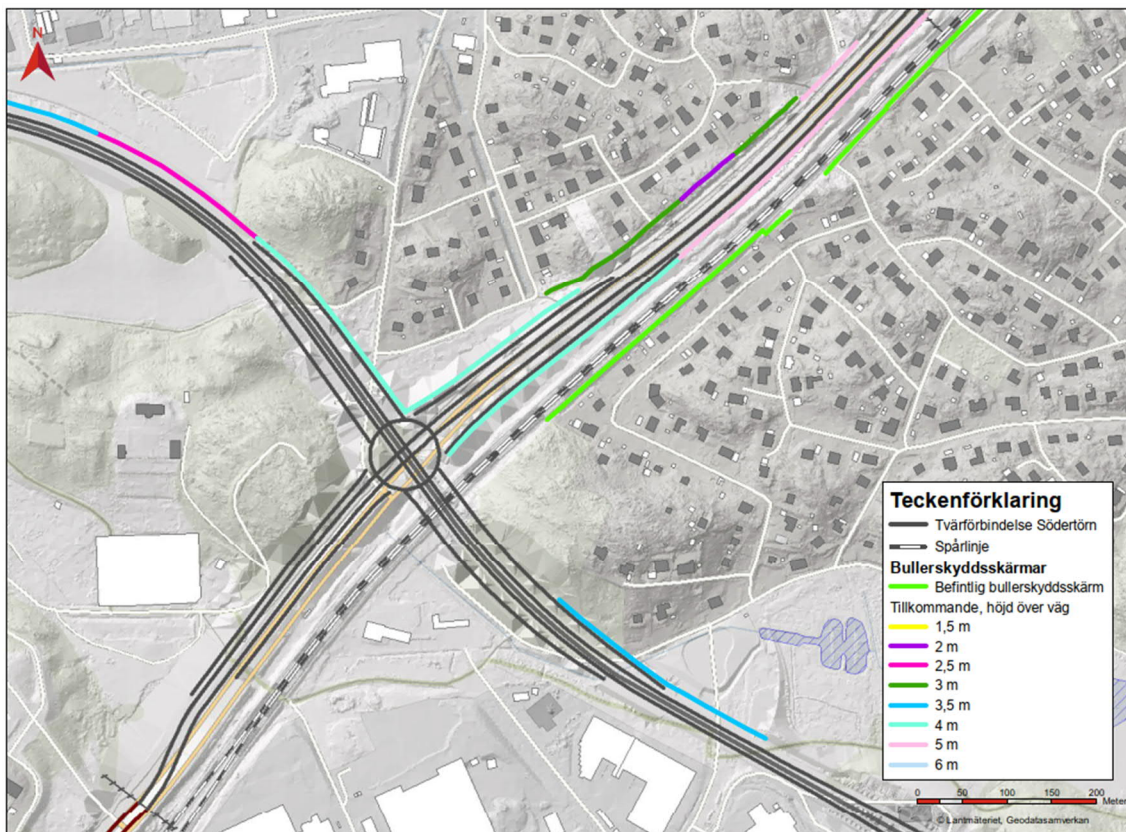 N
Teckenförklaring
Tvärförbindelse Södertörn
Spårlinje
Bullerskyddsskärmar
Befintlig bullerskyddsskärm
Tillkommande, höjd över väg
1,5 m
2 m
2,5 m
3 m
3,5 m
4 m
5 m
6 m
0 50 100 150 200
Meter
© Lantmäteriet, Geodatasamverkan